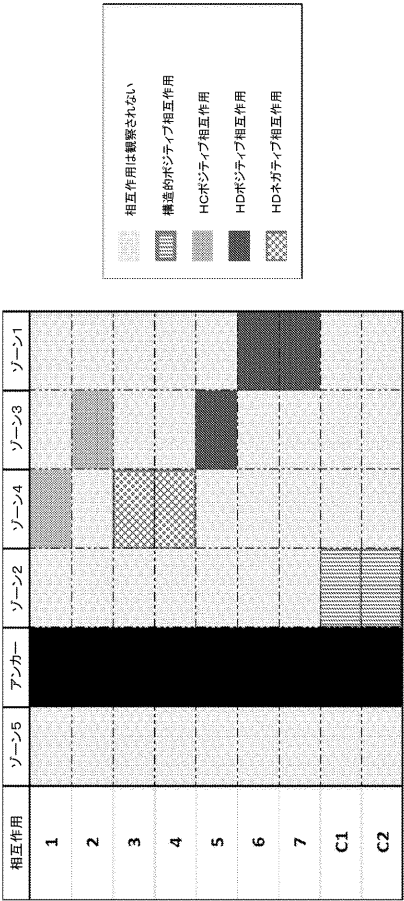 相互作用
ゾーン5
アンカー
ゾーン2
ゾーン4
ゾーン3
ゾーン1
1
2
3
4
5
6
7
C1
C2
相互作用は観察されない
構造的ポジティブ相互作用
HCポジティブ相互作用
HDポジティブ相互作用
HDネガティブ相互作用